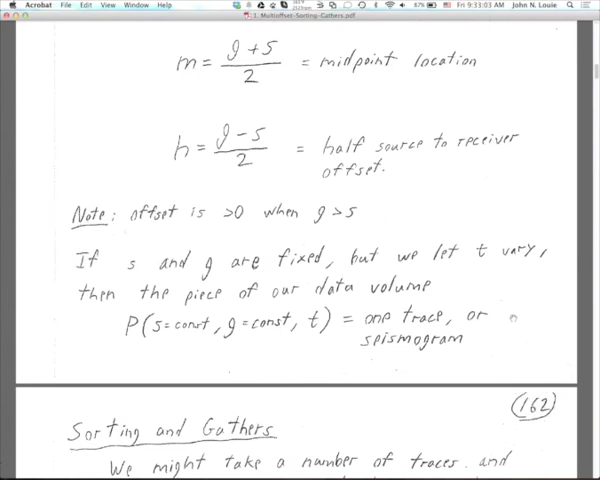 Acrobat File Edit View Window Help 67% Fri 9:33:03 AM John N. Louie
1. Multioffset-Sorting-Gathers.pdf
m = g + s / 2 = midpoint location
h = g - s / 2 = half source to receiver
offset.
Note: offset is >0 when g > s
If s and g are fixed, but we let t vary,
then the piece of our data volume
P(s=const, g=const, t) = one trace, or
seismogram
(162)
Sorting and Gathers
We might take a number of traces and